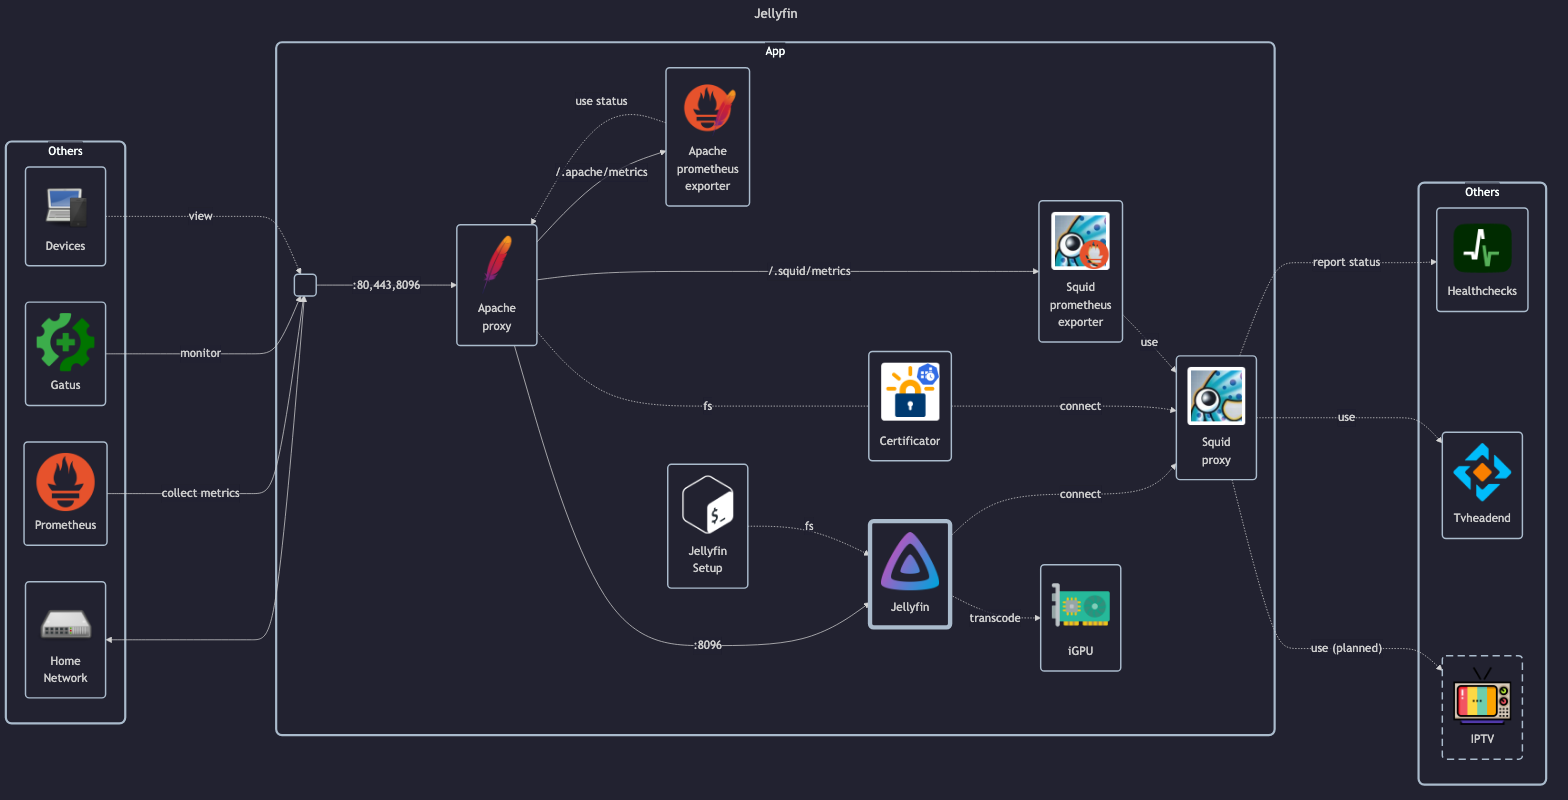 Jellyfin
App
Others
Devices
Gatus
Prometheus
Home
Network
view
monitor
collect metrics
:80,443,8096
Apache
proxy
use status
/.apache/metrics
Apache
prometheus
exporter
/.squid/metrics
Squid
prometheus
exporter
use
fs
Certificator
connect
Squid
proxy
$_
Jellyfin
Setup
fs
Jellyfin
connect
transcode
iGPU
:8096
report status
use
use (planned)
Others
Healthchecks
Tvheadend
IPTV